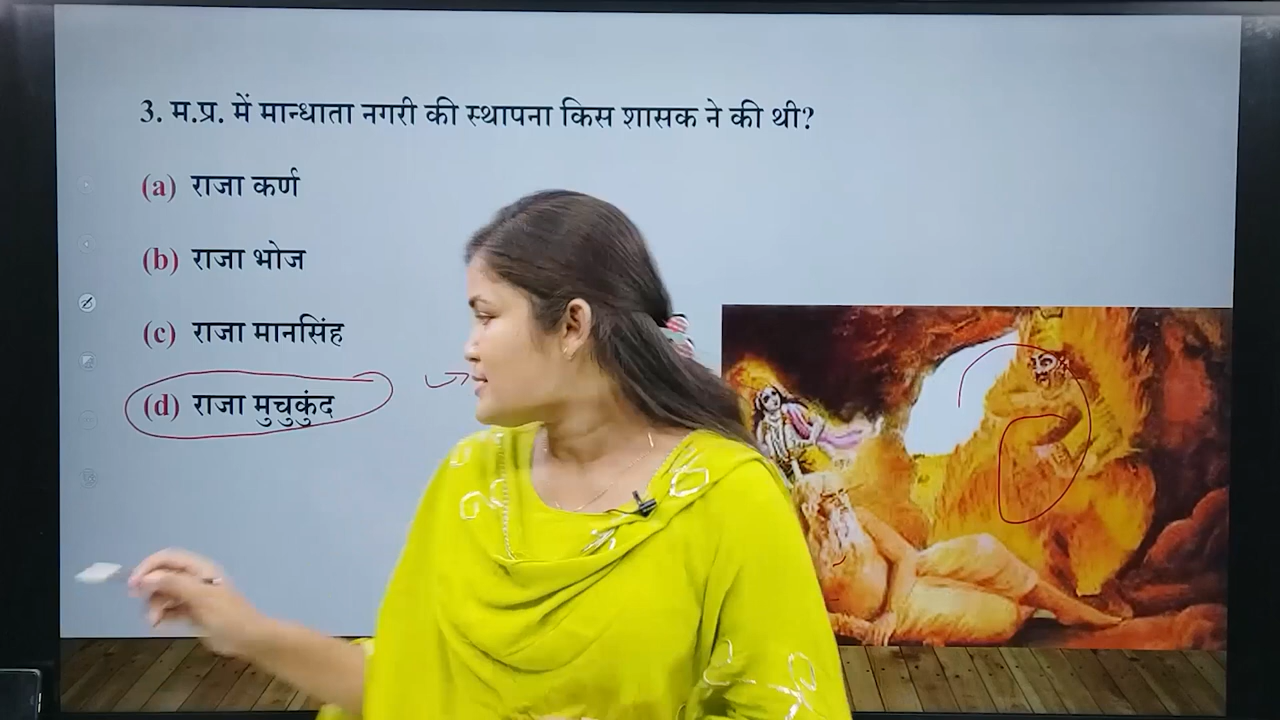 3. म.प्र. में मान्धाता नगरी की स्थापना किस शासक ने की थी?
(a) राजा कर्ण
(b) राजा भोज
(c) राजा मानसिंह
(d) राजा मुचुकुंद